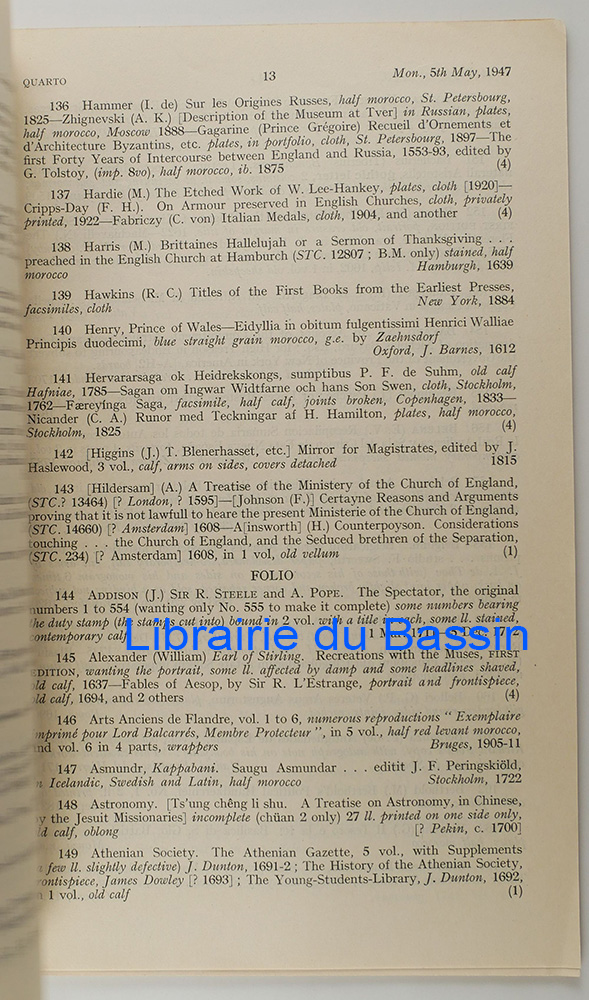 QUARTO 13 Mon., 5th May, 1947
136 Hammer (I. de) Sur les Origines Russes, half morocco, St. Petersbourg,
1825—Zhignevski (A. K.) [Description of the Museum at Tver] in Russian, plates,
half morocco, Moscow 1888—Gagarine (Prince Grégoire) Recueil d'Ornements et
d'Architecture Byzantins, etc. plates, in portfolio, cloth, St. Petersbourg, 1897—The
first Forty Years of Intercourse between England and Russia, 1553-93, edited by
G. Tolstoy, (imp. 8vo), half morocco, ib. 1875 (4)
137 Hardie (M.) The Etched Work of W. Lee-Hankey, plates, cloth [1920]—
Cripps-Day (F. H.). On Armour preserved in English Churches, cloth, privately
printed, 1922—Fabriczy (C. von) Italian Medals, cloth, 1904, and another (4)
138 Harris (M.) Brittaines Hallelujah or a Sermon of Thanksgiving . . .
preached in the English Church at Hamburch (STC. 12807 ; B.M. only) stained, half
morocco Hamburgh, 1639
139 Hawkins (R. C.) Titles of the First Books from the Earliest Presses,
facsimiles, cloth New York, 1884
140 Henry, Prince of Wales—Eidyllia in obitum fulgentissimi Henrici Walliae
Principis duodecimi, blue straight grain morocco, g.e. by Zaehnsdorf
Oxford, J. Barnes, 1612
141 Hervararsaga ok Heidrekskongs, sumptibus P. F. de Suhm, old calf
Hafniae, 1785—Sagan om Ingwar Widtfarne och hans Son Swen, cloth, Stockholm,
1762—Færeyínga Saga, facsimile, half calf, joints broken, Copenhagen, 1833—
Nicander (C. A.) Runor med Teckningar af H. Hamilton, plates, half morocco,
Stockholm, 1825 (4)
142 [Higgins (J.) T. Blenerhasset, etc.] Mirror for Magistrates, edited by J.
Haslewood, 3 vol., calf, arms on sides, covers detached 1815
143 [Hildersam] (A.) A Treatise of the Ministery of the Church of England,
(STC.? 13464) [? London, ? 1595]—[Johnson (F.)] Certayne Reasons and Arguments
proving that it is not lawfull to heare the present Ministerie of the Church of England,
(STC. 14660) [? Amsterdam] 1608—A[insworth] (H.) Counterpoyson. Considerations
touching . . . the Church of England, and the Seduced brethren of the Separation,
(STC. 234) [? Amsterdam] 1608, in 1 vol, old vellum (1)
FOLIO
144 ADDISON (J.) SIR R. STEELE and A. POPE. The Spectator, the original
numbers 1 to 554 (wanting only No. 555 to make it complete) some numbers bearing
the duty stamp (the stamps cut into) bound in 2 vol. with a title in each, some ll. stained,
contemporary calf 1
Librairie du Bassin
145 Alexander (William) Earl of Stirling. Recreations with the Muses, FIRST
EDITION, wanting the portrait, some ll. affected by damp and some headlines shaved,
old calf, 1637—Fables of Aesop, by Sir R. L'Estrange, portrait and frontispiece,
old calf, 1694, and 2 others (4)
146 Arts Anciens de Flandre, vol. 1 to 6, numerous reproductions " Exemplaire
mprimé pour Lord Balcarrés, Membre Protecteur ", in 5 vol., half red levant morocco,
nd vol. 6 in 4 parts, wrappers Bruges, 1905-11
147 Asmundr, Kappabani. Saugu Asmundar . . . editit J. F. Peringskiöld,
n Icelandic, Swedish and Latin, half morocco Stockholm, 1722
148 Astronomy. [Ts'ung chêng li shu. A Treatise on Astronomy, in Chinese,
y the Jesuit Missionaries] incomplete (chüan 2 only) 27 ll. printed on one side only,
ld calf, oblong [? Pekin, c. 1700]
149 Athenian Society. The Athenian Gazette, 5 vol., with Supplements
few ll. slightly defective) J. Dunton, 1691-2 ; The History of the Athenian Society,
ontispiece, James Dowley [? 1693] ; The Young-Students-Library, J. Dunton, 1692,
1 vol., old calf (1)